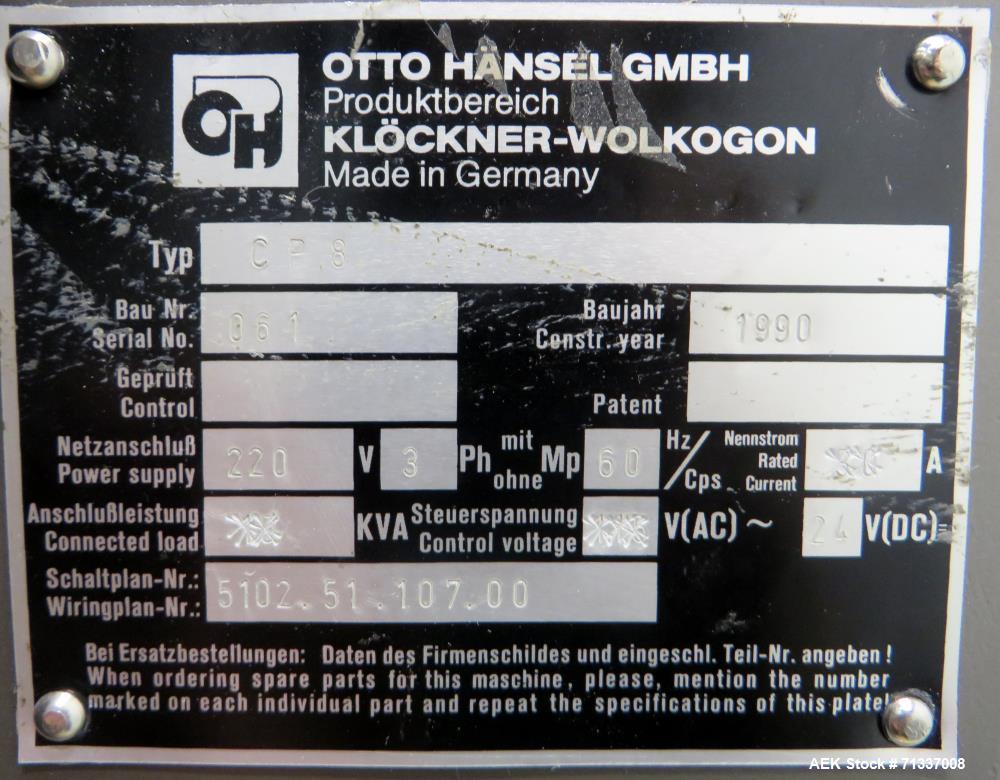 OTTO HÄNSEL GMBH
Produktbereich
KLÖCKNER-WOLKOGON
Made in Germany
OH
Typ CP8
Bau Nr. 061 Baujahr 1990
Serial No. Constr. year
Geprüft
Control Patent
Netzanschluß 220 V 3 Ph mit Mp 60 Hz/ Nennstrom A
Power supply ohne Cps Rated
Current
Anschlußleistung KVA Steuerspannung V(AC) ~ 24 V(DC)=
Connected load Control voltage
Schaltplan-Nr.: 5102.51.107.00
Wiringplan-Nr.:
Bei Ersatzbestellungen: Daten des Firmenschildes und eingeschl. Teil-Nr. angeben!
When ordering spare parts for this maschine, please, mention the number
marked on each individual part and repeat the specifications of this plate!
AEK Stock # 71337008